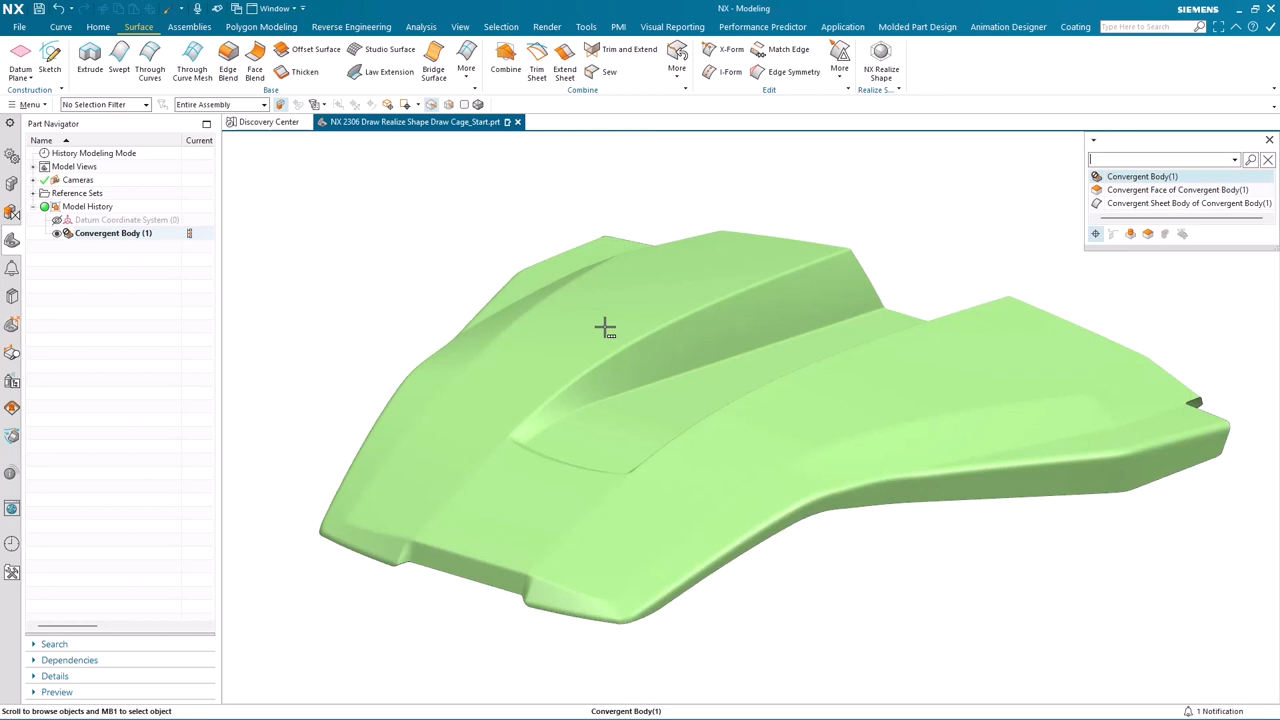 NX
Window
NX - Modeling
SIEMENS
File
Curve
Home
Surface
Assemblies
Polygon Modeling
Reverse Engineering
Analysis
View
Selection
Render
Tools
PMI
Visual Reporting
Performance Predictor
Application
Molded Part Design
Animation Designer
Coating
Type Here to Search
Datum Plane
Sketch
Extrude
Swept
Through Curves
Through Curve Mesh
Edge Blend
Face Blend
Offset Surface
Thicken
Studio Surface
Law Extension
Bridge Surface
More
Combine
Trim Sheet
Extend Sheet
Trim and Extend
Sew
More
X-Form
I-Form
Match Edge
Edge Symmetry
More
NX Realize Shape
Construction
Base
Combine
Edit
Realize S...
Menu
No Selection Filter
Entire Assembly
Part Navigator
Discovery Center
NX 2306 Draw Realize Shape Draw Cage_Start.prt
Name
Current
History Modeling Mode
Model Views
Cameras
Reference Sets
Model History
Datum Coordinate System (0)
Convergent Body (1)
Convergent Body(1)
Convergent Face of Convergent Body(1)
Convergent Sheet Body of Convergent Body(1)
Search
Dependencies
Details
Preview
Scroll to browse objects and MB1 to select object
Convergent Body(1)
1 Notification